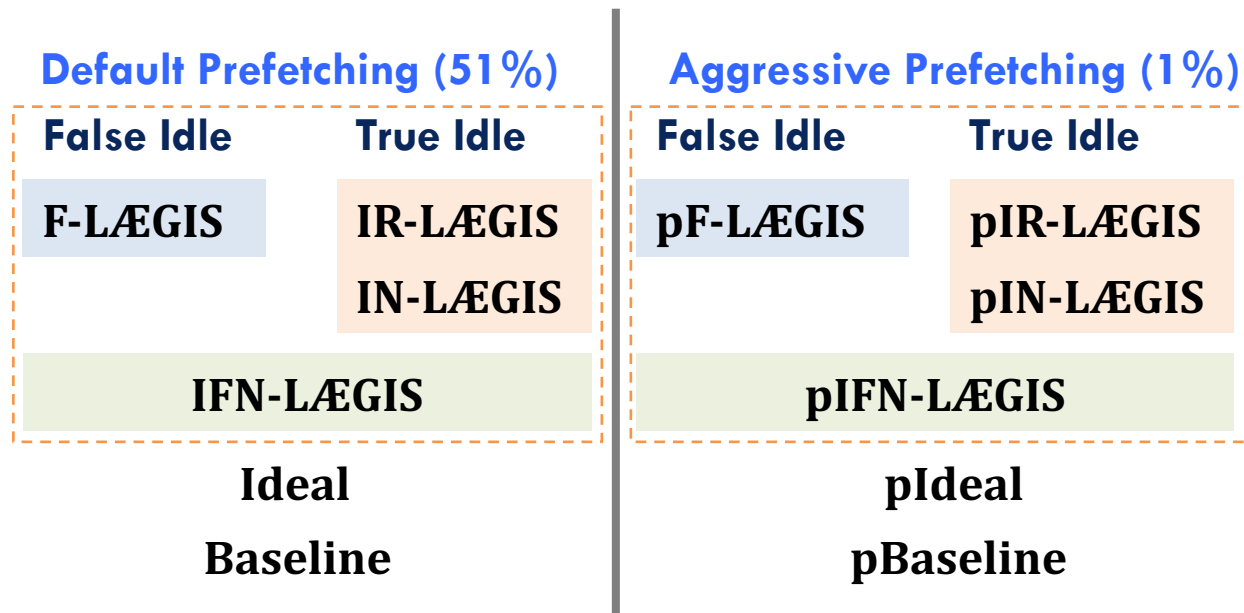 Default Prefetching (51%)
False Idle
True Idle
F-LÆGIS
IR-LÆGIS
IN-LÆGIS
IFN-LÆGIS
Ideal
Baseline
Aggressive Prefetching (1%)
False Idle
True Idle
pF-LÆGIS
pIR-LÆGIS
pIN-LÆGIS
pIFN-LÆGIS
pIdeal
pBaseline